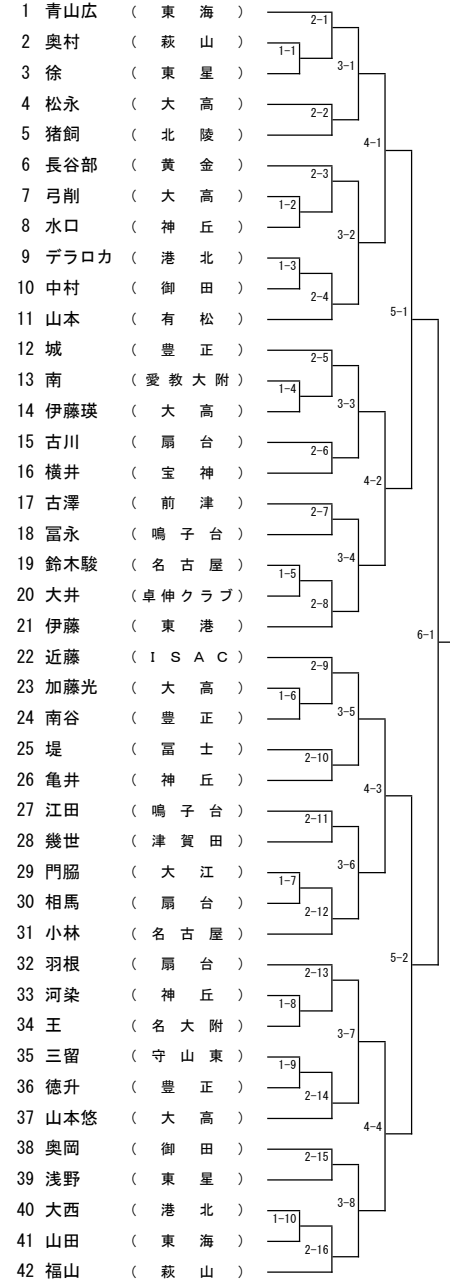 1 青山広 （ 東 海 ）
2 奥村 （ 萩 山 ）
3 徐 （ 東 星 ）
4 松永 （ 大 高 ）
5 猪飼 （ 北 陵 ）
6 長谷部 （ 黄 金 ）
7 弓削 （ 大 高 ）
8 水口 （ 神 丘 ）
9 デラロカ （ 港 北 ）
10 中村 （ 御 田 ）
11 山本 （ 有 松 ）
12 城 （ 豊 正 ）
13 南 （ 愛 教 大 附 ）
14 伊藤瑛 （ 大 高 ）
15 古川 （ 扇 台 ）
16 横井 （ 宝 神 ）
17 古澤 （ 前 津 ）
18 冨永 （ 鳴 子 台 ）
19 鈴木駿 （ 名 古 屋 ）
20 大井 （卓伸クラブ）
21 伊藤 （ 東 港 ）
22 近藤 （ I S A C ）
23 加藤光 （ 大 高 ）
24 南谷 （ 豊 正 ）
25 堤 （ 冨 士 ）
26 亀井 （ 神 丘 ）
27 江田 （ 鳴 子 台 ）
28 幾世 （ 津 賀 田 ）
29 門脇 （ 大 江 ）
30 相馬 （ 扇 台 ）
31 小林 （ 名 古 屋 ）
32 羽根 （ 扇 台 ）
33 河染 （ 神 丘 ）
34 王 （ 名 大 附 ）
35 三留 （ 守 山 東 ）
36 徳升 （ 豊 正 ）
37 山本悠 （ 大 高 ）
38 奥岡 （ 御 田 ）
39 浅野 （ 東 星 ）
40 大西 （ 港 北 ）
41 山田 （ 東 海 ）
42 福山 （ 萩 山 ）
1-1
1-2
1-3
1-4
1-5
1-6
1-7
1-8
1-9
1-10
2-1
2-2
2-3
2-4
2-5
2-6
2-7
2-8
2-9
2-10
2-11
2-12
2-13
2-14
2-15
2-16
3-1
3-2
3-3
3-4
3-5
3-6
3-7
3-8
4-1
4-2
4-3
4-4
5-1
5-2
6-1